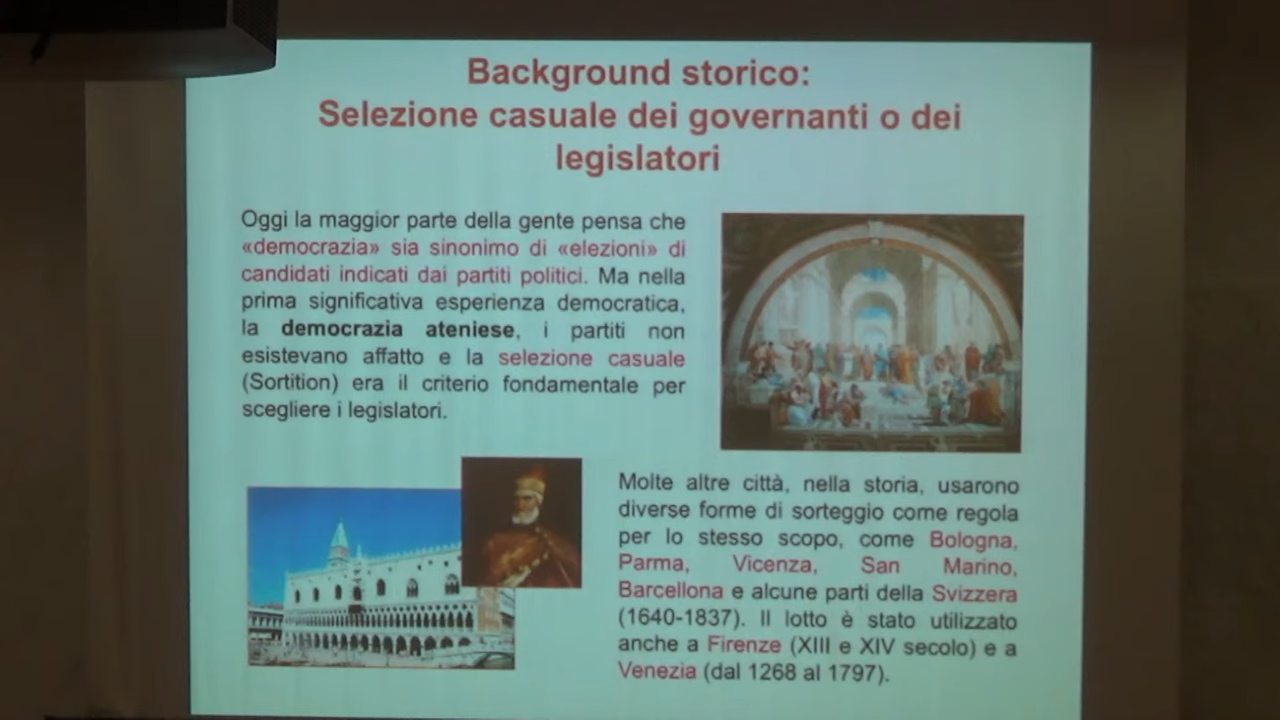 Background storico:
Selezione casuale dei governanti o dei
legislatori
Oggi la maggior parte della gente pensa che
«democrazia» sia sinonimo di «elezioni» di
candidati indicati dai partiti politici. Ma nella
prima significativa esperienza democratica,
la democrazia ateniese, i partiti non
esistevano affatto e la selezione casuale
(Sortition) era il criterio fondamentale per
scegliere i legislatori.
Molte altre città, nella storia, usarono
diverse forme di sorteggio come regola
per lo stesso scopo, come Bologna,
Parma, Vicenza, San Marino,
Barcellona e alcune parti della Svizzera
(1640-1837). Il lotto è stato utilizzato
anche a Firenze (XIII e XIV secolo) e a
Venezia (dal 1268 al 1797).